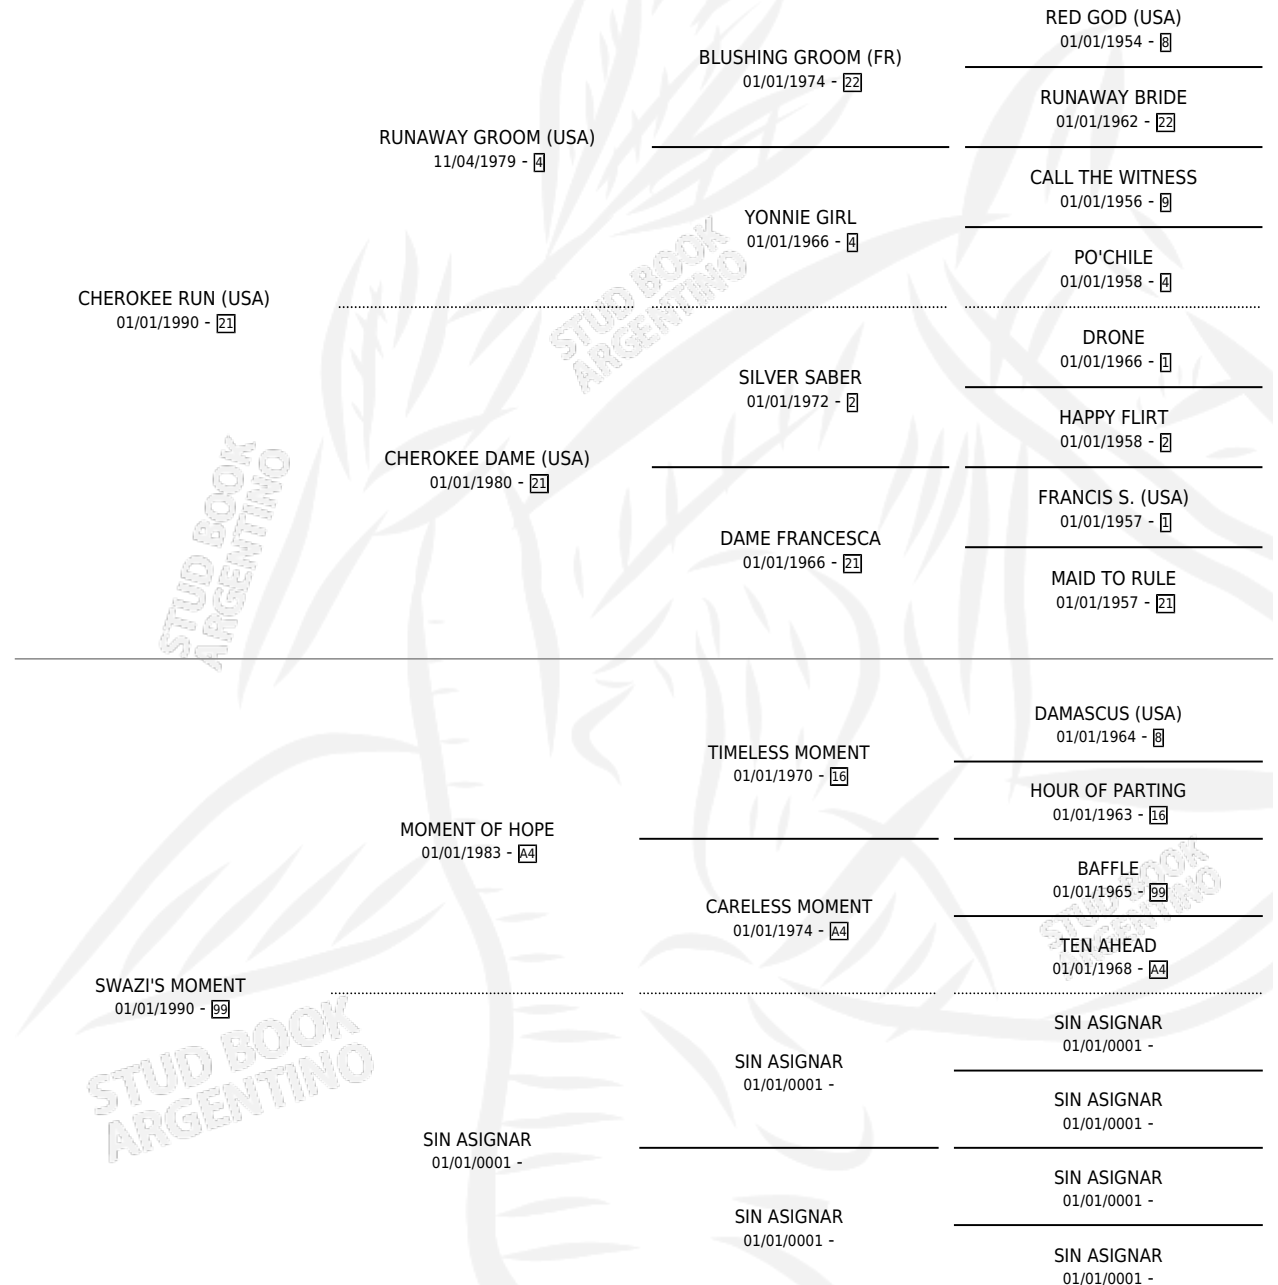 RED GOD (USA)
01/01/1954 - 8
BLUSHING GROOM (FR)
01/01/1974 - 22
RUNAWAY BRIDE
01/01/1962 - 22
RUNAWAY GROOM (USA)
11/04/1979 - 4
CALL THE WITNESS
01/01/1956 - 9
YONNIE GIRL
01/01/1966 - 4
PO'CHILE
01/01/1958 - 4
CHEROKEE RUN (USA)
01/01/1990 - 21
STUD BOOK
ARGENTINO
DRONE
01/01/1966 - 1
SILVER SABER
01/01/1972 - 2
HAPPY FLIRT
01/01/1958 - 2
CHEROKEE DAME (USA)
01/01/1980 - 21
FRANCIS S. (USA)
01/01/1957 - 1
DAME FRANCESCA
01/01/1966 - 21
MAID TO RULE
01/01/1957 - 21
STUD BOOK
ARGENTINO
DAMASCUS (USA)
01/01/1964 - 8
TIMELESS MOMENT
01/01/1970 - 16
HOUR OF PARTING
01/01/1963 - 16
MOMENT OF HOPE
01/01/1983 - A4
BAFFLE
01/01/1965 - 99
CARELESS MOMENT
01/01/1974 - A4
STUD BOOK
ARGENTINO
TEN AHEAD
01/01/1968 - A4
SWAZI'S MOMENT
01/01/1990 - 99
STUD BOOK
ARGENTINO
SIN ASIGNAR
01/01/0001 -
SIN ASIGNAR
01/01/0001 -
SIN ASIGNAR
01/01/0001 -
SIN ASIGNAR
01/01/0001 -
SIN ASIGNAR
01/01/0001 -
SIN ASIGNAR
01/01/0001 -
SIN ASIGNAR
01/01/0001 -